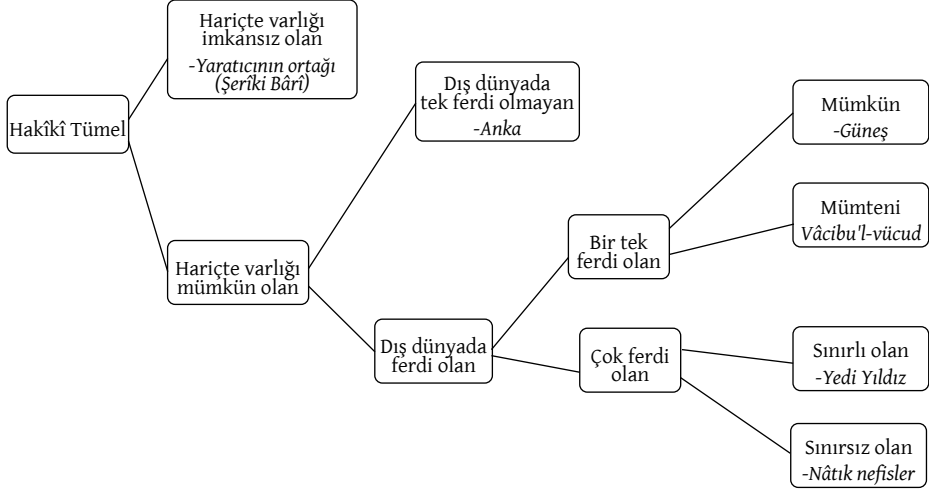 Hakîkî Tümel
Hariçte varlığı
imkansız olan
-Yaratıcının ortağı
(Şerîki Bârî)
Hariçte varlığı
mümkün olan
Dış dünyada
tek ferdi olmayan
-Anka
Dış dünyada
ferdi olan
Bir tek
ferdi olan
Çok ferdi
olan
Mümkün
-Güneş
Mümteni
Vâcibu'l-vücud
Sınırlı olan
-Yedi Yıldız
Sınırsız olan
-Nâtık nefisler